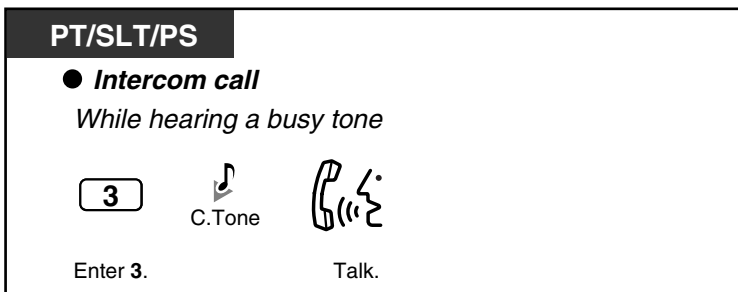 PT/SLT/PS
● Intercom call
While hearing a busy tone
3
C.Tone
Enter 3. Talk.